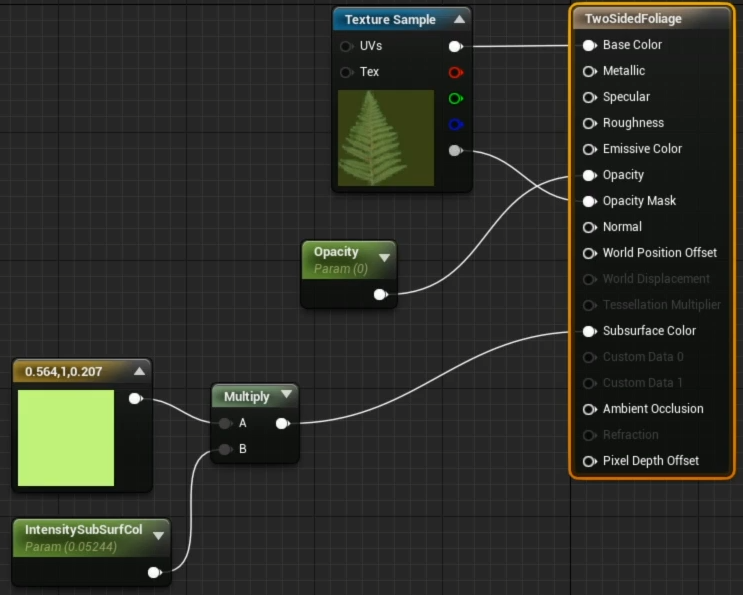 Texture Sample
UVs
Tex
TwoSidedFoliage
Base Color
Metallic
Specular
Roughness
Emissive Color
Opacity
Opacity Mask
Normal
World Position Offset
World Displacement
Tessellation Multiplier
Subsurface Color
Custom Data 0
Custom Data 1
Ambient Occlusion
Refraction
Pixel Depth Offset
Opacity
Param (0)
0.564,1,0.207
Multiply
A
B
IntensitySubSurfCol
Param (0.05244)